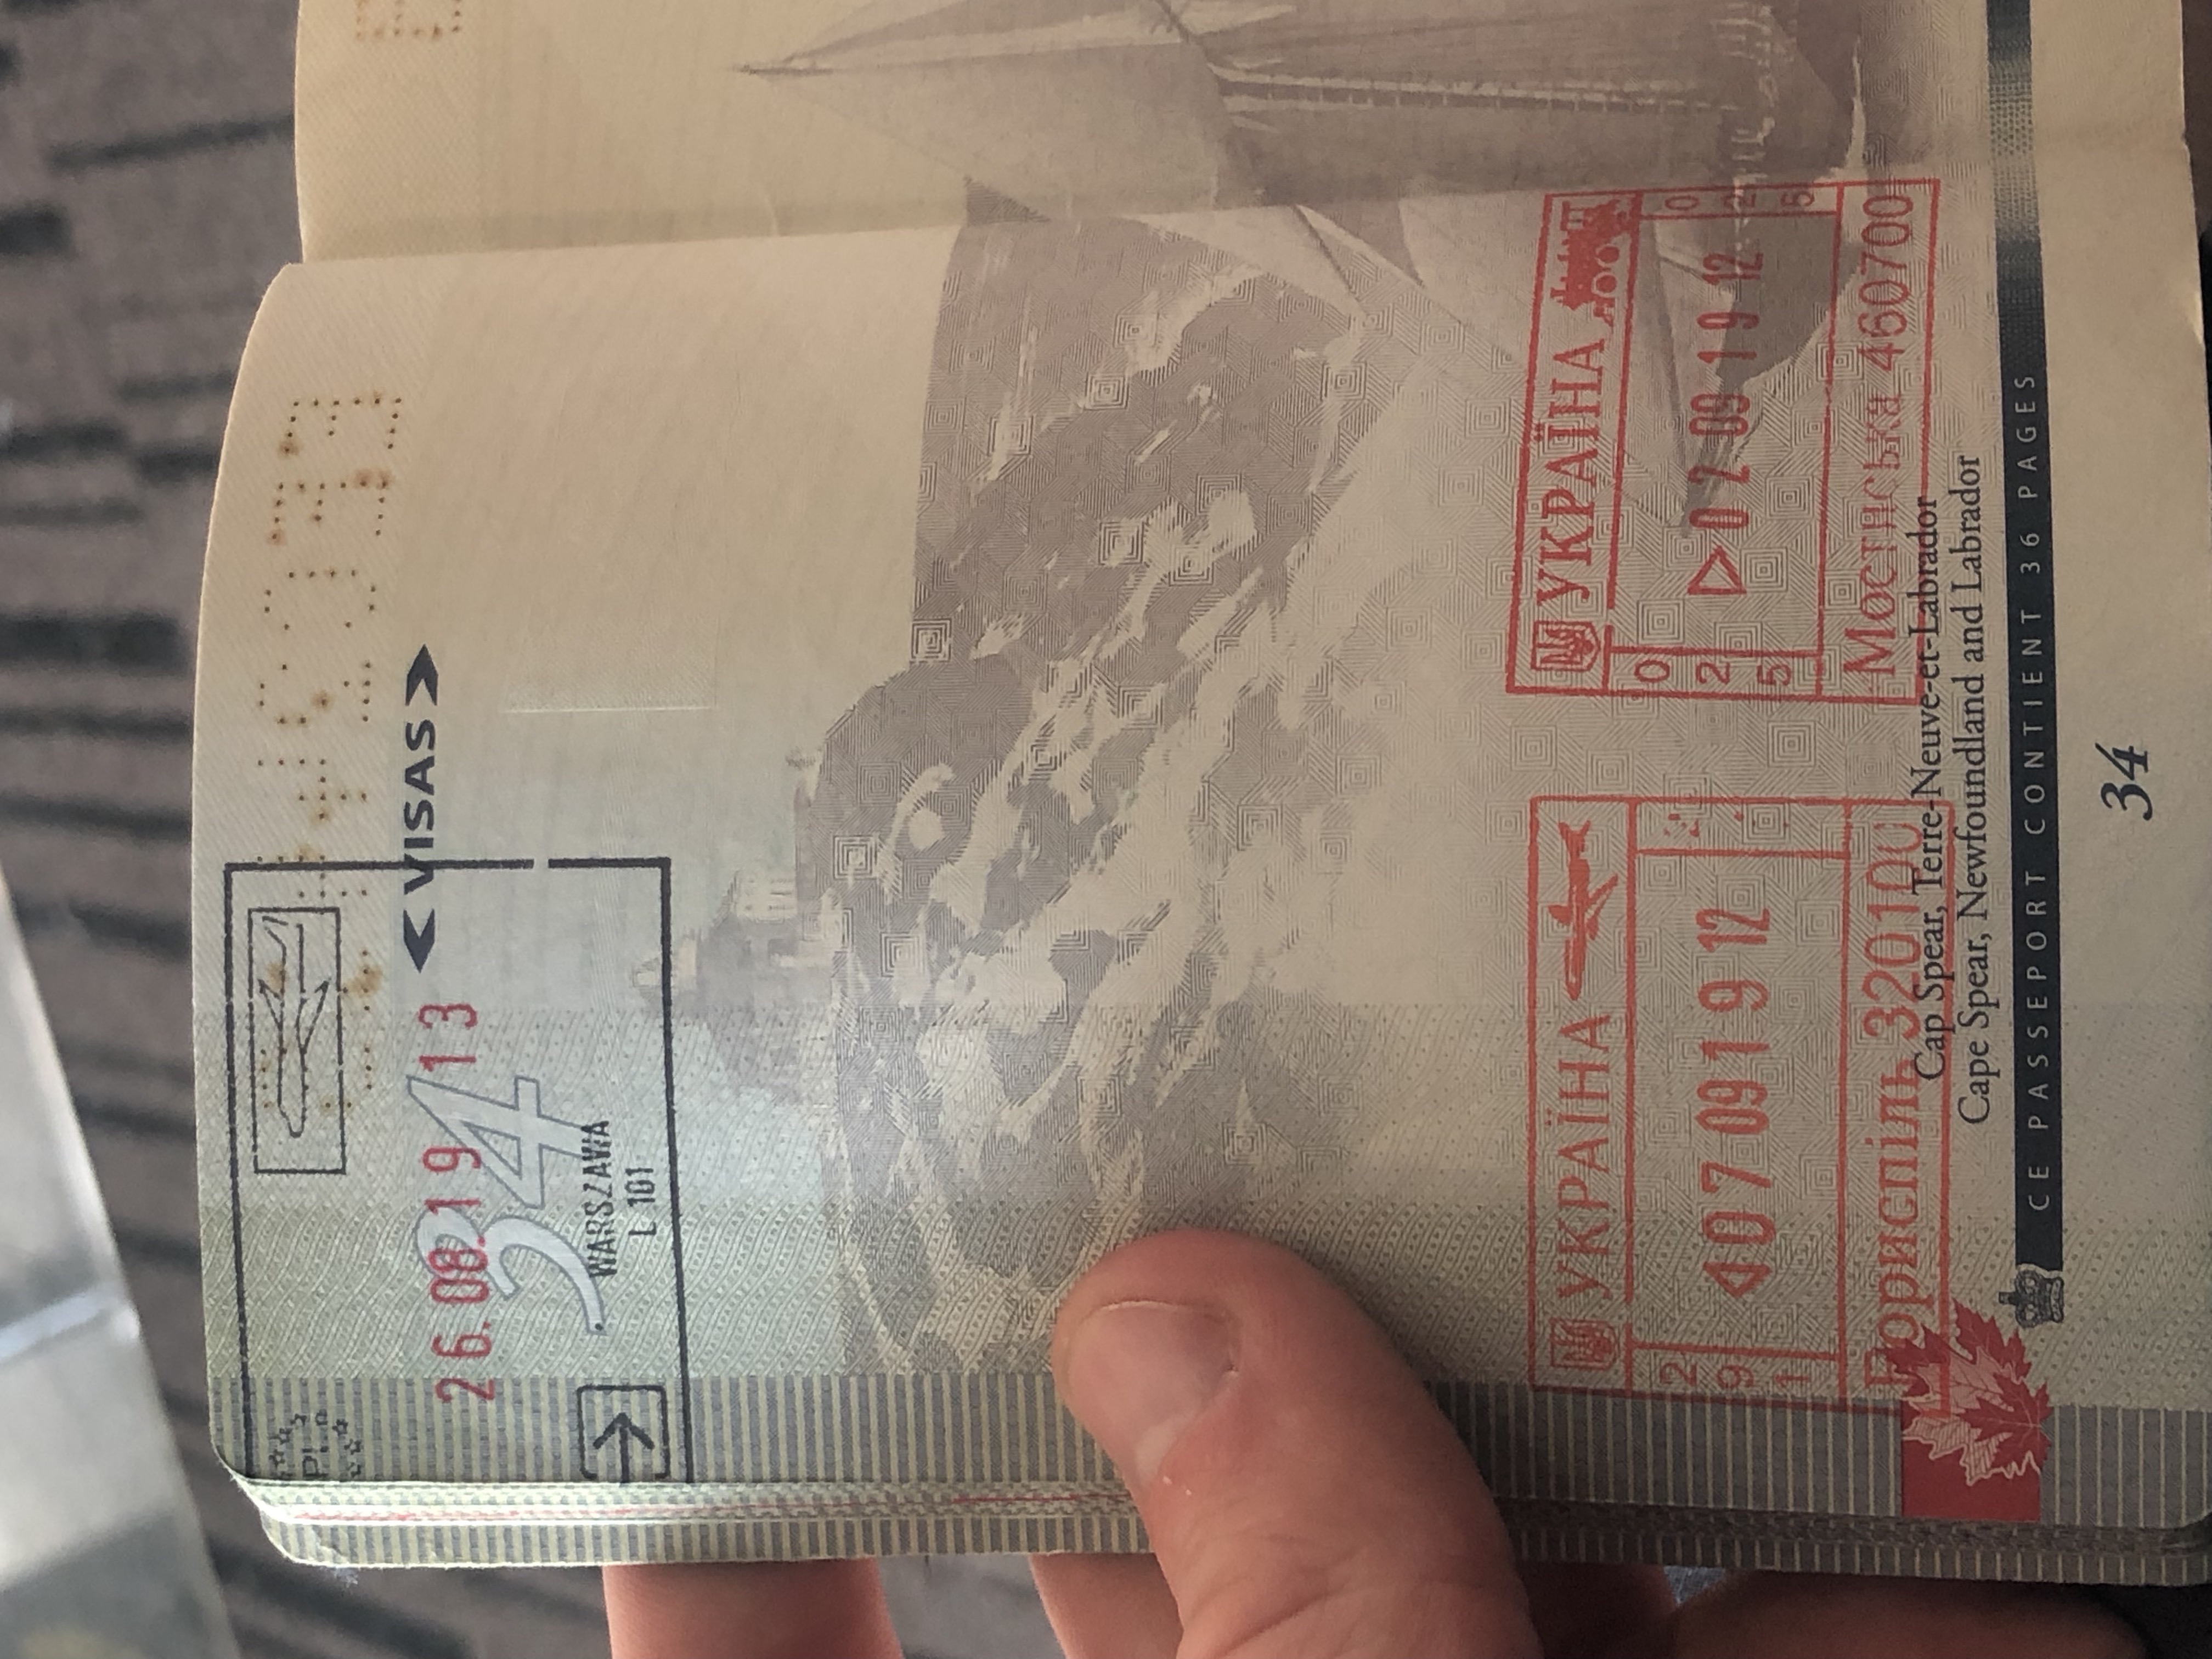 PL
26.08.19 13
34
VISAS
WARSZAWA
L 101
УКРАЇНА
291
07 09 19 12
Бориспіль 320100
УКРАЇНА
025
02 09 19 12
025
Мостиська 460700
Cap Spear, Terre-Neuve-et-Labrador
Cape Spear, Newfoundland and Labrador
CE PASSEPORT CONTIENT 36 PAGES
34